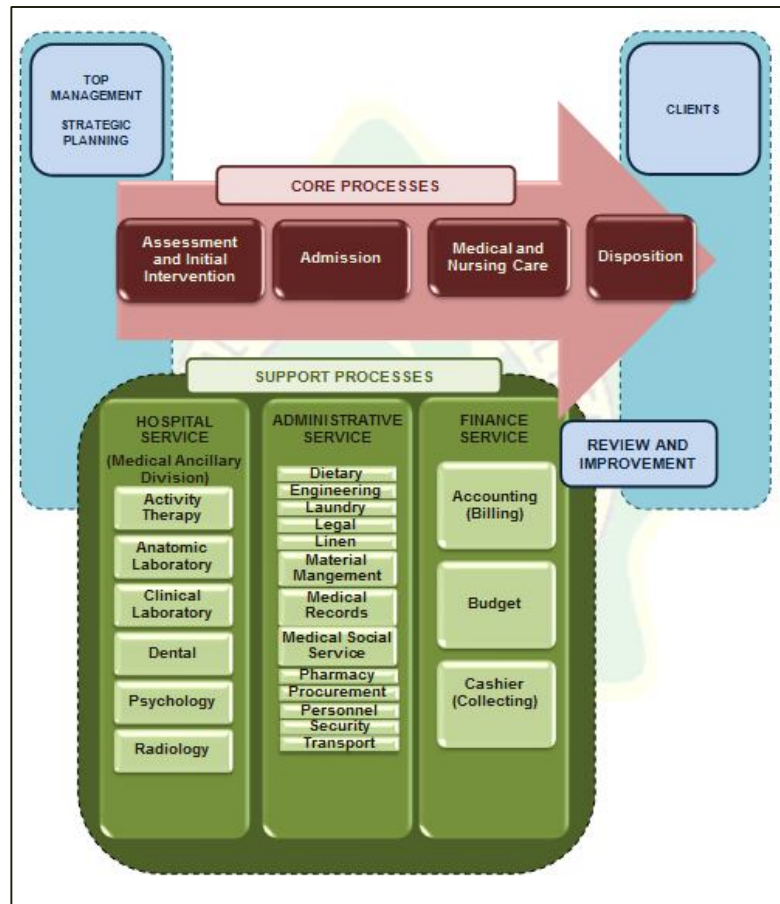 TOP
MANAGEMENT
STRATEGIC
PLANNING
CLIENTS
CORE PROCESSES
Assessment
and Initial
Intervention
Admission
Medical and
Nursing Care
Disposition
SUPPORT PROCESSES
HOSPITAL
SERVICE
(Medical Ancillary
Division)
Activity
Therapy
Anatomic
Laboratory
Clinical
Laboratory
Dental
Psychology
Radiology
ADMINISTRATIVE
SERVICE
Dietary
Engineering
Laundry
Legal
Linen
Material
Mangement
Medical
Records
Medical Social
Service
Pharmacy
Procurement
Personnel
Security
Transport
FINANCE
SERVICE
Accounting
(Billing)
Budget
Cashier
(Collecting)
REVIEW AND
IMPROVEMENT